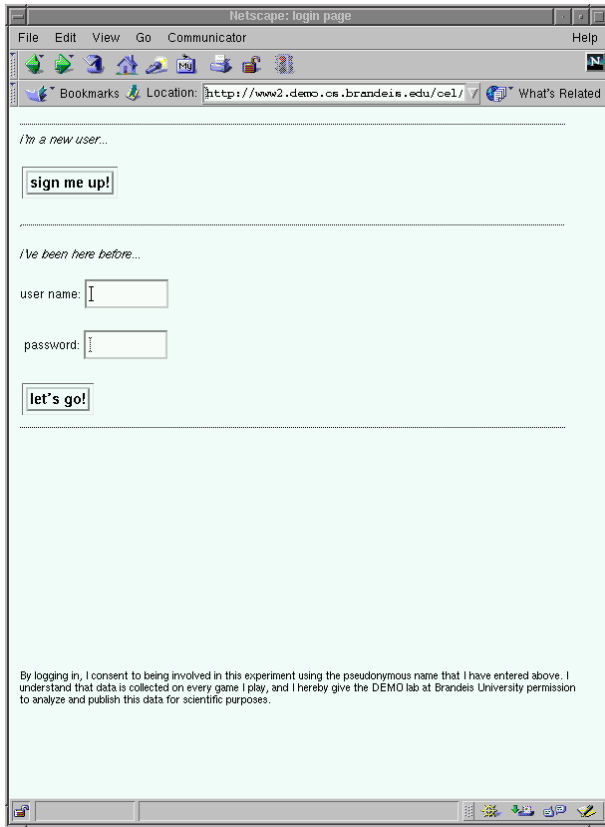 Netscape: login page
File Edit View Go Communicator Help
My N
Bookmarks Location: http://www2.demo.cs.brandeis.edu/cel/ What's Related
i'm a new user...
sign me up!
i've been here before...
user name:
password:
let's go!
By logging in, I consent to being involved in this experiment using the pseudonymous name that I have entered above. I
understand that data is collected on every game I play, and I hereby give the DEMO lab at Brandeis University permission
to analyze and publish this data for scientific purposes.